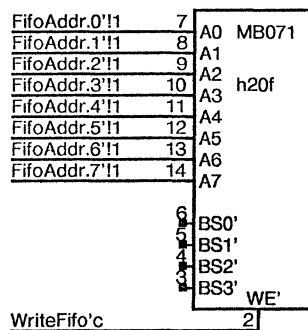 FifoAddr.0'!1 7 A0 MB071
FifoAddr.1'!1 8 A1
FifoAddr.2'!1 9 A2 h20f
FifoAddr.3'!1 10 A3
FifoAddr.4'!1 11 A4
FifoAddr.5'!1 12 A5
FifoAddr.6'!1 13 A6
FifoAddr.7'!1 14 A7
6 BS0'
5 BS1'
4 BS2'
3 BS3'
WE'
WriteFifo'c 2